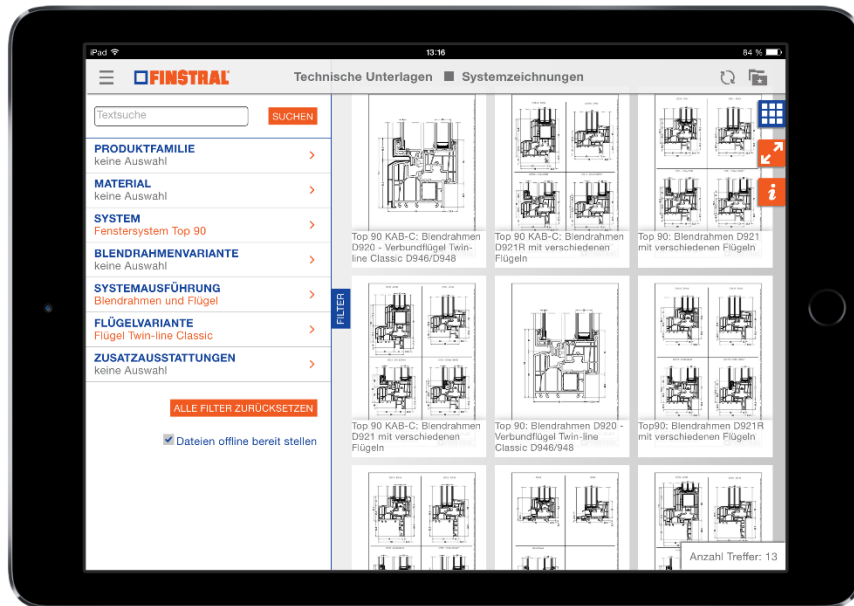 iPad
13:16
84 %
FINSTRAL
Technische Unterlagen
Systemzeichnungen
Textsuche
SUCHEN
PRODUKTFAMILIE
keine Auswahl
MATERIAL
keine Auswahl
SYSTEM
Fenstersystem Top 90
BLENDRAHMENVARIANTE
keine Auswahl
SYSTEMAUSFÜHRUNG
Blendrahmen und Flügel
FLÜGELVARIANTE
Flügel Twin-line Classic
ZUSATZAUSSTATTUNGEN
keine Auswahl
ALLE FILTER ZURÜCKSETZEN
Dateien offline bereit stellen
FILTER
i
Top 90 KAB-C: Blendrahmen
D920 - Verbundflügel Twin-
line Classic D946/D948
Top 90 KAB-C: Blendrahmen
D921R mit verschiedenen
Flügeln
Top 90: Blendrahmen D921
mit verschiedenen Flügeln
Top 90 KAB-C: Blendrahmen
D921 mit verschiedenen
Flügeln
Top 90: Blendrahmen D920 -
Verbundflügel Twin-line
Classic D946/948
Top90: Blendrahmen D921R
mit verschiedenen Flügeln
Anzahl Treffer: 13